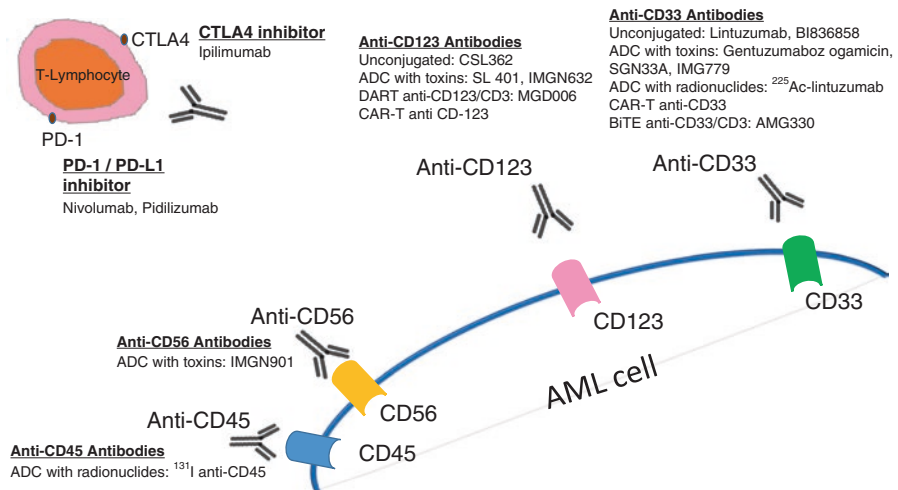 CTLA4
CTLA4 inhibitor
Ipilimumab
T-Lymphocyte
PD-1
PD-1 / PD-L1
inhibitor
Nivolumab, Pidilizumab
Anti-CD123 Antibodies
Unconjugated: CSL362
ADC with toxins: SL 401, IMGN632
DART anti-CD123/CD3: MGD006
CAR-T anti CD-123
Anti-CD33 Antibodies
Unconjugated: Lintuzumab, BI836858
ADC with toxins: Gentuzumaboz ogamicin,
SGN33A, IMG779
ADC with radionuclides: ²²⁵Ac-lintuzumab
CAR-T anti-CD33
BiTE anti-CD33/CD3: AMG330
Anti-CD123
Anti-CD33
CD33
CD123
Anti-CD56
Anti-CD56 Antibodies
ADC with toxins: IMGN901
AML cell
CD56
Anti-CD45
CD45
Anti-CD45 Antibodies
ADC with radionuclides: ¹³¹I anti-CD45